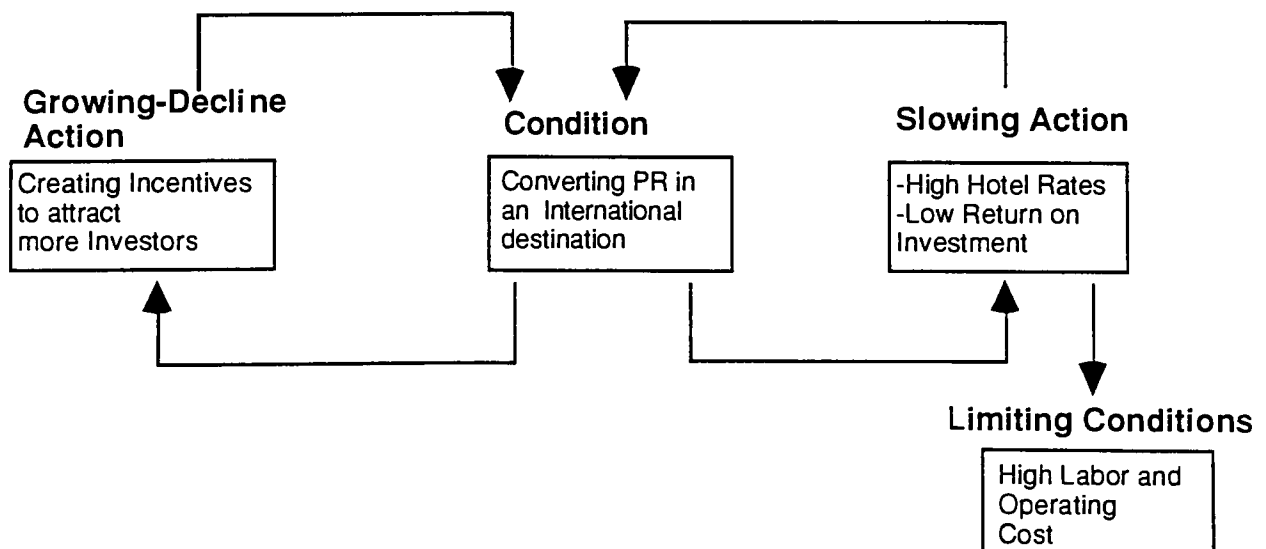 Growing-Decline
Action
Creating Incentives
to attract
more Investors
Condition
Converting PR in
an International
destination
Slowing Action
-High Hotel Rates
-Low Return on
Investment
Limiting Conditions
High Labor and
Operating
Cost